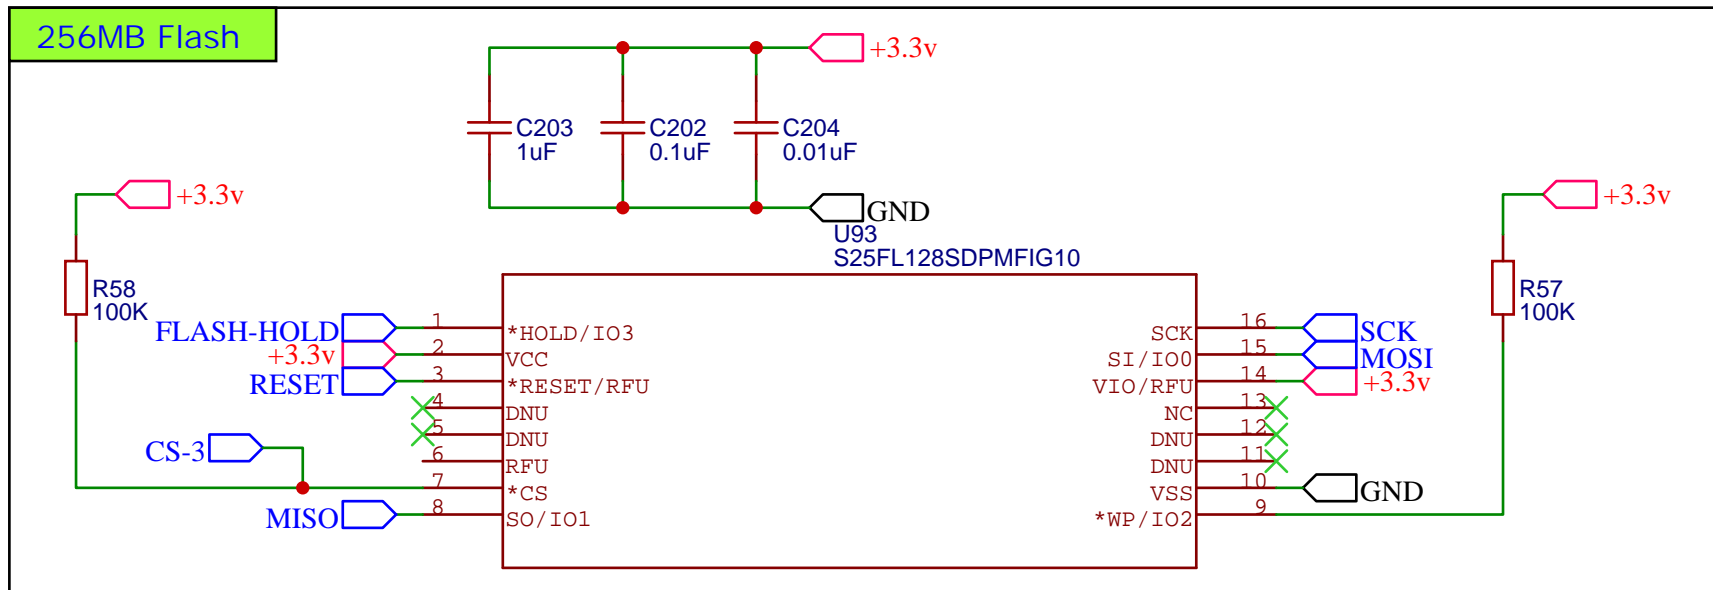 256MB Flash
+3.3v
C203
1uF
C202
0.1uF
C204
0.01uF
+3.3v
GND
+3.3v
U93
S25FL128SDPMFIG10
R58
100K
R57
100K
FLASH-HOLD
1
*HOLD/IO3
+3.3v
2
VCC
RESET
3
*RESET/RFU
4
DNU
5
DNU
CS-3
6
RFU
7
*CS
MISO
8
SO/IO1
SCK
16
SCK
SI/IO0
15
MOSI
VIO/RFU
14
+3.3v
NC
13
DNU
12
DNU
11
VSS
10
GND
*WP/IO2
9